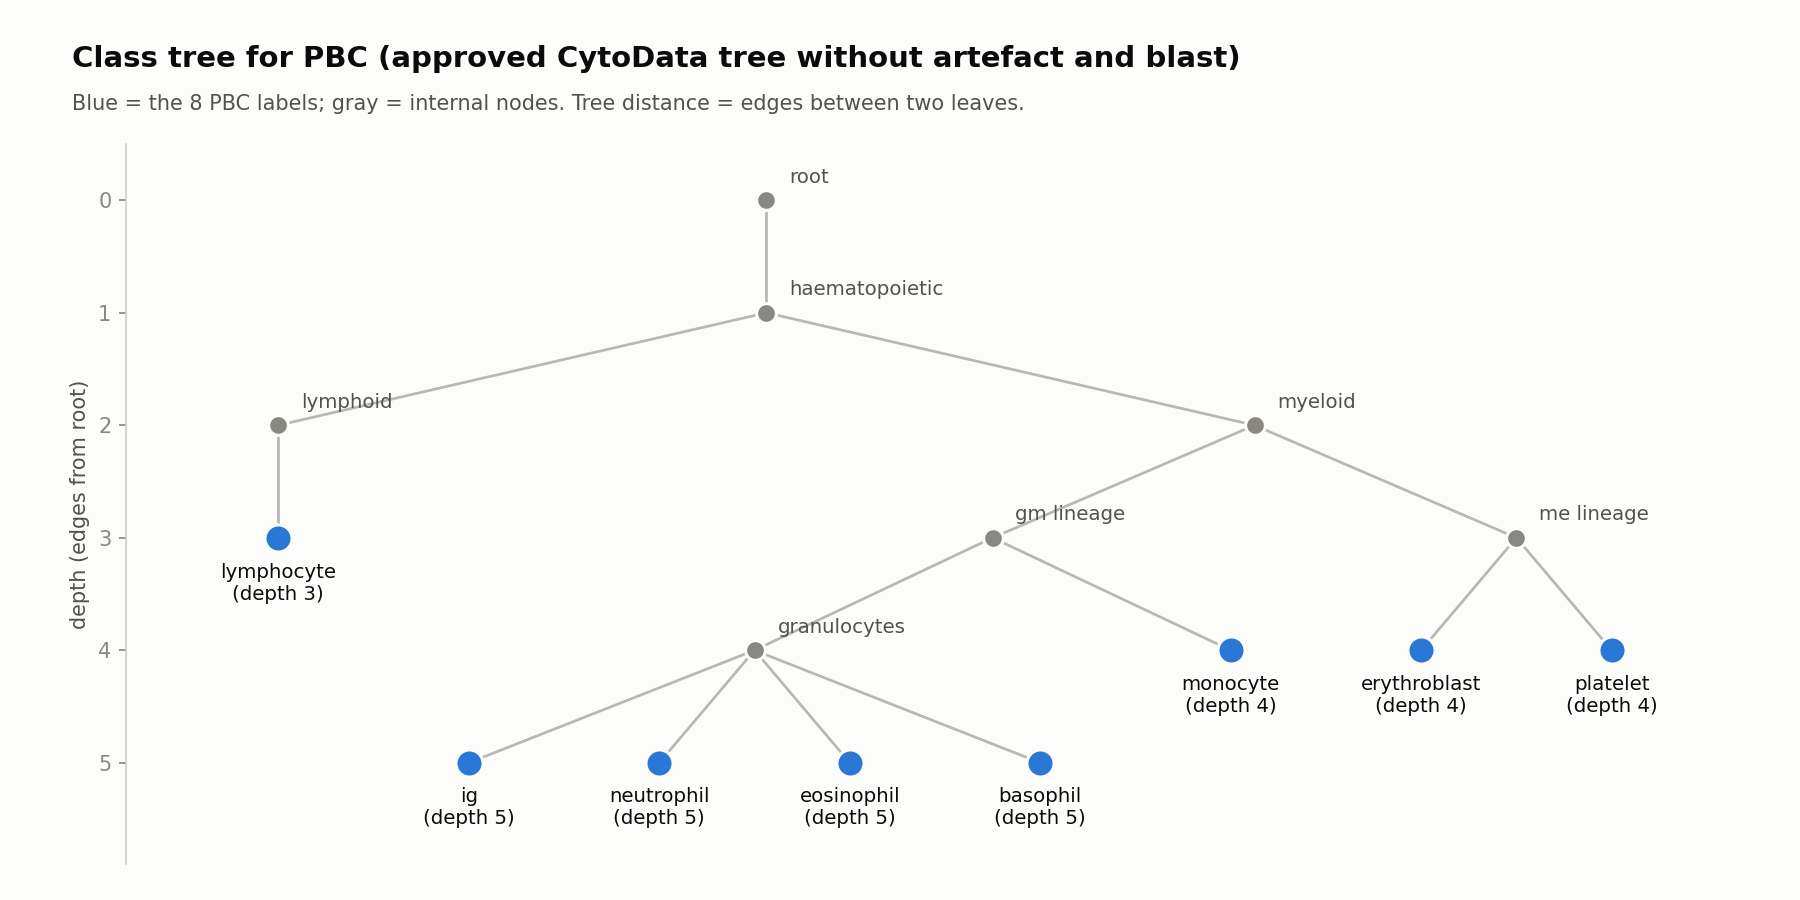 Class tree for PBC (approved CytoData tree without artefact and blast)
Blue = the 8 PBC labels; gray = internal nodes. Tree distance = edges between two leaves.
depth (edges from root)
0
1
2
3
4
5
root
haematopoietic
lymphoid
myeloid
gm lineage
me lineage
lymphocyte
(depth 3)
granulocytes
monocyte
(depth 4)
erythroblast
(depth 4)
platelet
(depth 4)
ig
(depth 5)
neutrophil
(depth 5)
eosinophil
(depth 5)
basophil
(depth 5)